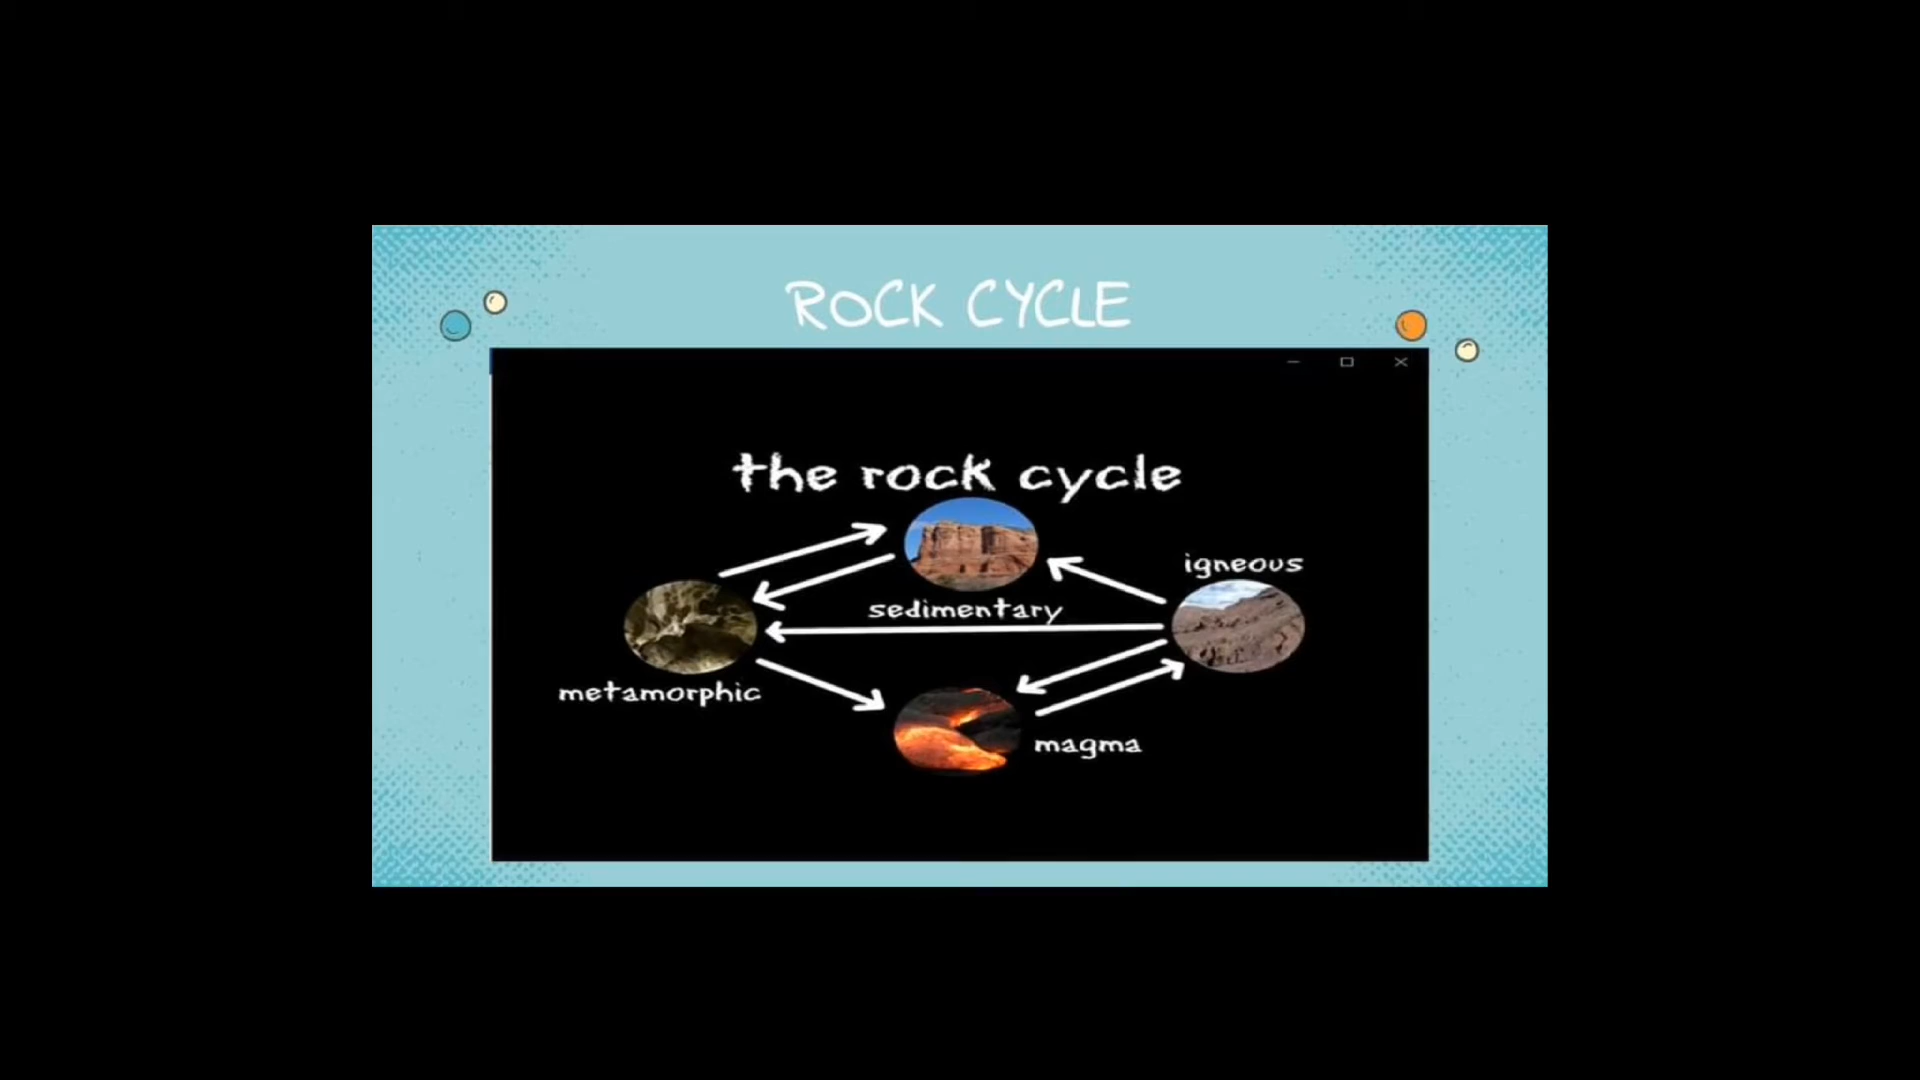 ROCK CYCLE
the rock cycle
igneous
sedimentary
metamorphic
magma